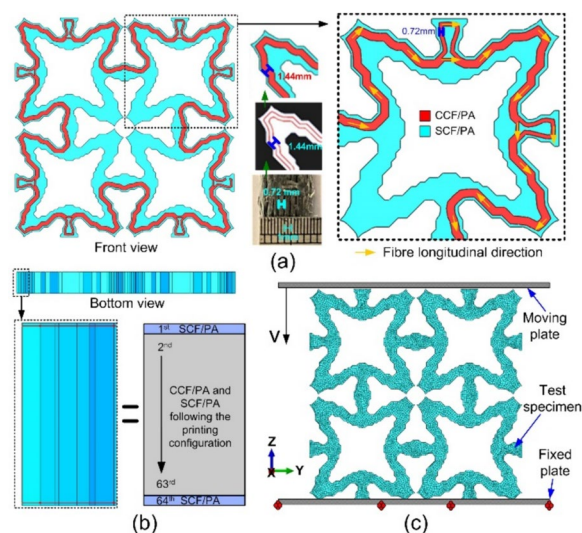 0.72mm
1.44mm
CCF/PA
SCF/PA
1.44mm
0.72 mm
Front view
Fibre longitudinal direction
(a)
Bottom view
1st SCF/PA
2nd
CCF/PA and
SCF/PA
following the
printing
configuration
63rd
64th SCF/PA
(b)
V
Moving
plate
Test
specimen
Fixed
plate
Z
X
Y
(c)